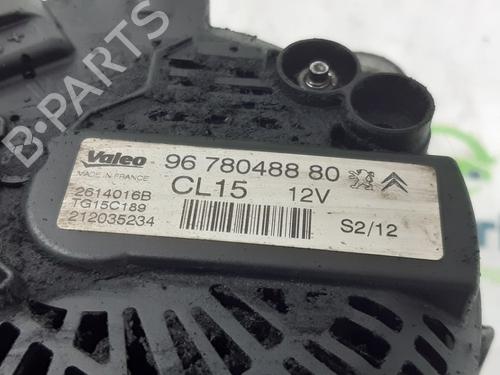 B-PARTS
Valeo
96 780488 80
MADE IN FRANCE
CL15
12V
2614016B
TG15C189
212035234
S2/12